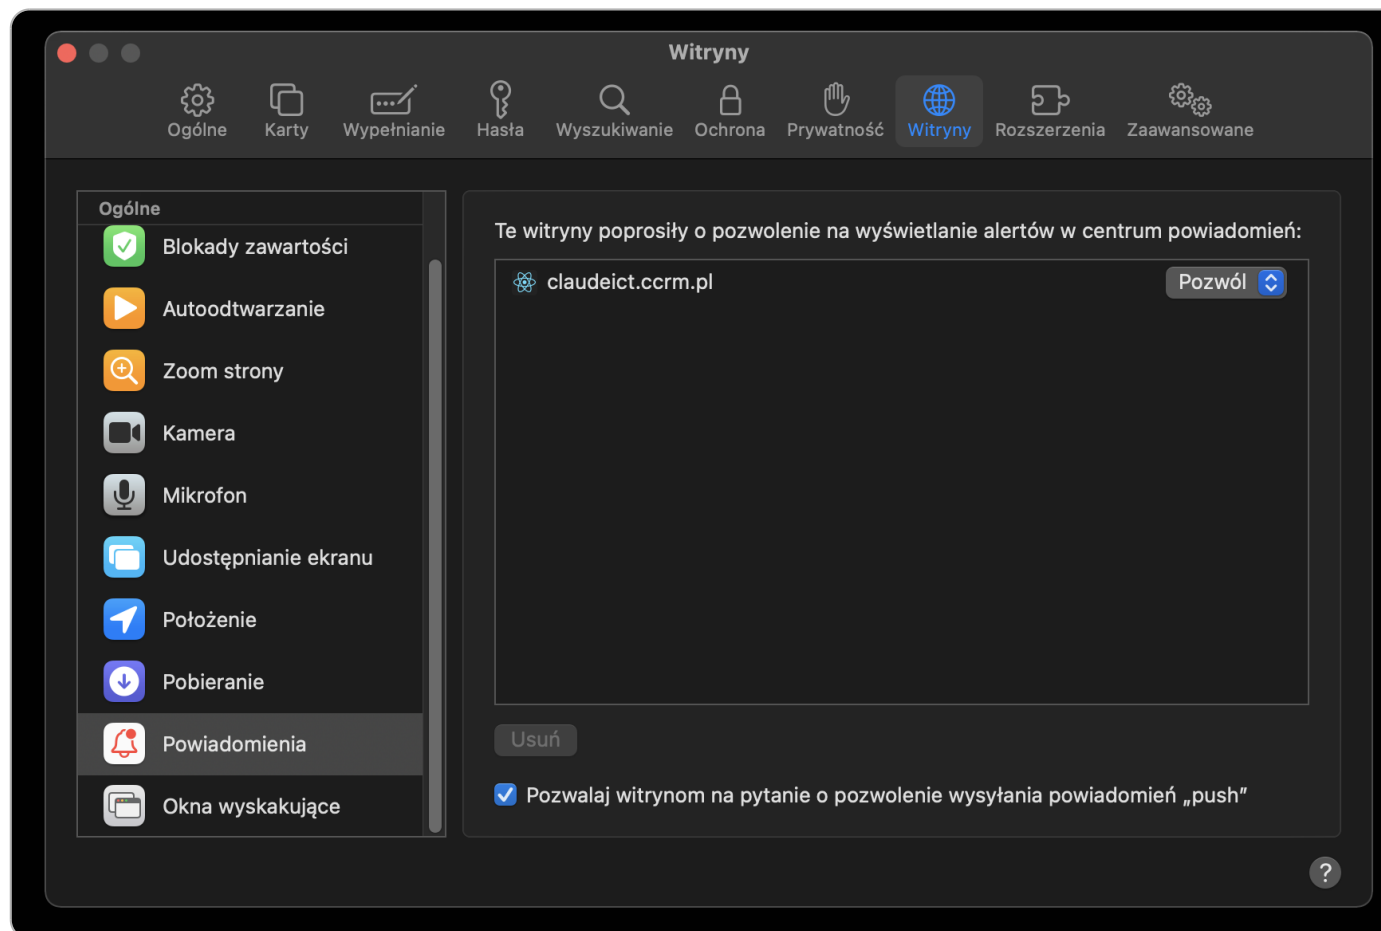 Witryny
Ogólne
Karty
Wypełnianie
Hasła
Wyszukiwanie
Ochrona
Prywatność
Witryny
Rozszerzenia
Zaawansowane
Ogólne
Blokady zawartości
Autoodtwarzanie
Zoom strony
Kamera
Mikrofon
Udostępnianie ekranu
Położenie
Pobieranie
Powiadomienia
Okna wyskakujące
Te witryny poprosiły o pozwolenie na wyświetlanie alertów w centrum powiadomień:
claudeict.ccrm.pl
Pozwól
Usuń
Pozwalaj witrynom na pytanie o pozwolenie wysyłania powiadomień „push”
?